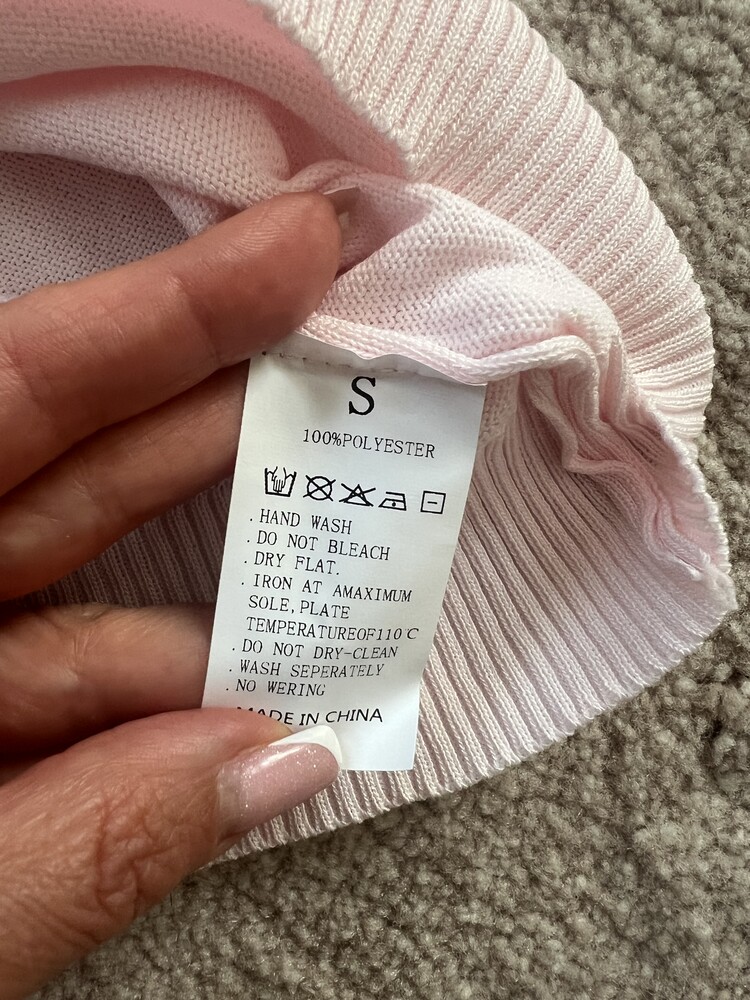 S
100%POLYESTER
. HAND WASH
. DO NOT BLEACH
. DRY FLAT.
. IRON AT AMAXIMUM
SOLE, PLATE
TEMPERATUREOF110℃
. DO NOT DRY-CLEAN
. WASH SEPERATELY
. NO WERING
MADE IN CHINA